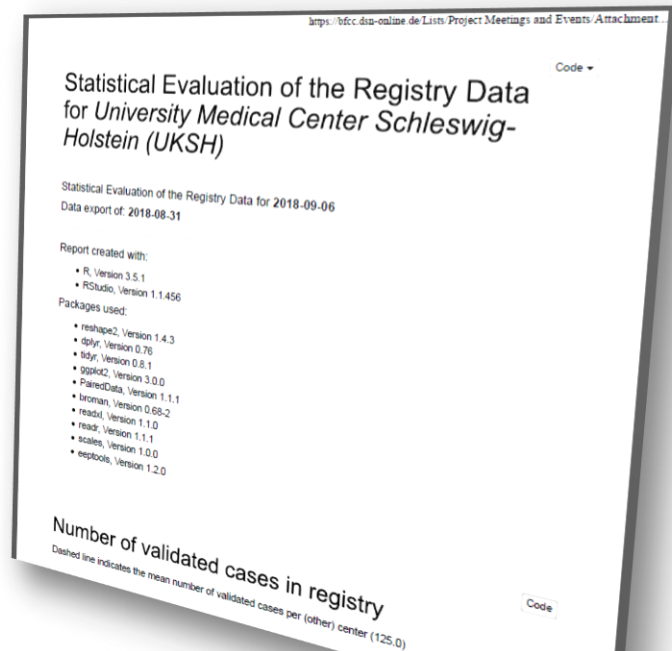 https://bfcc.dsn-online.de/Lists/Project Meetings and Events/Attachment...
Code
Statistical Evaluation of the Registry Data
for University Medical Center Schleswig-
Holstein (UKSH)
Statistical Evaluation of the Registry Data for 2018-09-06
Data export of: 2018-08-31
Report created with:
• R, Version 3.5.1
• RStudio, Version 1.1.456
Packages used:
• reshape2, Version 1.4.3
• dplyr, Version 0.76
• tidyr, Version 0.8.1
• ggplot2, Version 3.0.0
• PairedData, Version 1.1.1
• broman, Version 0.68-2
• readxl, Version 1.1.0
• readr, Version 1.1.1
• scales, Version 1.0.0
• eeptools, Version 1.2.0
Number of validated cases in registry
Code
Dashed line indicates the mean number of validated cases per (other) center (125.0)